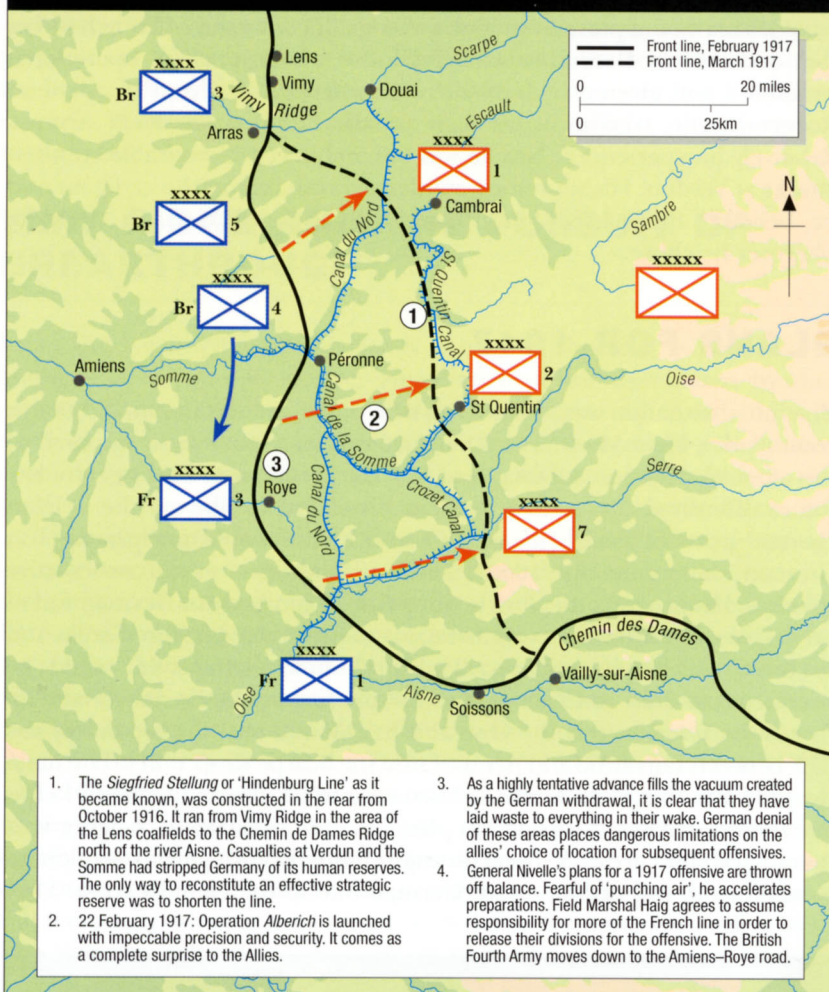 Front line, February 1917
Front line, March 1917
0 20 miles
0 25km
N
Lens
Vimy
Vimy Ridge
Scarpe
Douai
xxxx
Br 3
Arras
Escault
xxxx
1
Cambrai
Sambre
xxxx
Br 5
Canal du Nord
St Quentin Canal
xxxxx
xxxx
Br 4
1
Amiens
Somme
Péronne
xxxx
2
Oise
Canal de la Somme
2
St Quentin
3
Roye
xxxx
Fr 3
Canal du Nord
Crozet Canal
Serre
xxxx
7
Chemin des Dames
xxxx
Fr 1
Oise
Aisne
Soissons
Vailly-sur-Aisne
1. The Siegfried Stellung or ‘Hindenburg Line’ as it
became known, was constructed in the rear from
October 1916. It ran from Vimy Ridge in the area of
the Lens coalfields to the Chemin de Dames Ridge
north of the river Aisne. Casualties at Verdun and the
Somme had stripped Germany of its human reserves.
The only way to reconstitute an effective strategic
reserve was to shorten the line.
2. 22 February 1917: Operation Alberich is launched
with impeccable precision and security. It comes as
a complete surprise to the Allies.
3. As a highly tentative advance fills the vacuum created
by the German withdrawal, it is clear that they have
laid waste to everything in their wake. German denial
of these areas places dangerous limitations on the
allies’ choice of location for subsequent offensives.
4. General Nivelle’s plans for a 1917 offensive are thrown
off balance. Fearful of ‘punching air’, he accelerates
preparations. Field Marshal Haig agrees to assume
responsibility for more of the French line in order to
release their divisions for the offensive. The British
Fourth Army moves down to the Amiens–Roye road.